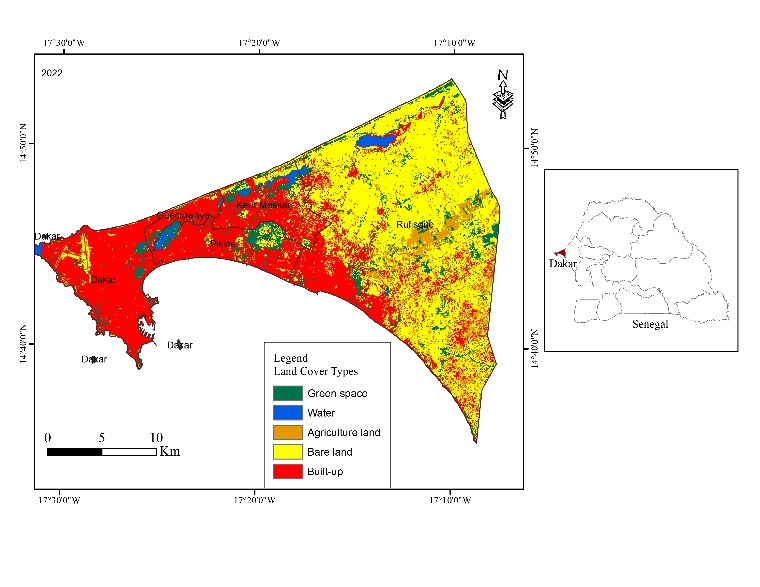 17°30'0"W 17°20'0"W 17°10'0"W
2022
N
14°50'0"N 14°50'0"N
Keur Massar
Guediawaye
Rufisque
Dakar
Pikine
Dakar
Dakar
Senegal
14°40'0"N 14°40'0"N
Dakar
Dakar
Legend
Land Cover Types
Green space
Water
Agriculture land
Bare land
Built-up
0 5 10
Km
17°30'0"W 17°20'0"W 17°10'0"W